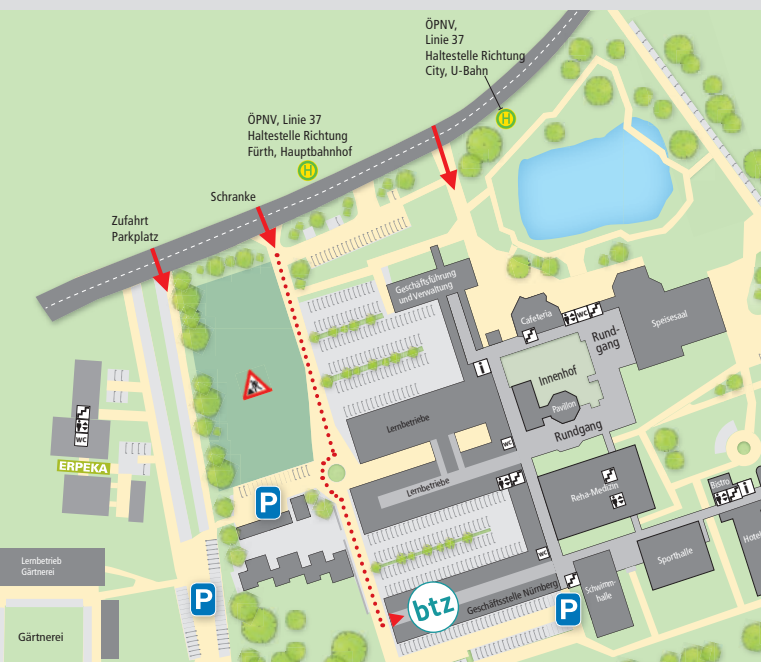 ÖPNV,
Linie 37
Haltestelle Richtung
City, U-Bahn
H
ÖPNV, Linie 37
Haltestelle Richtung
Fürth, Hauptbahnhof
H
Schranke
Zufahrt
Parkplatz
Geschäftsführung
und Verwaltung
Cafeteria
WC
Speisesaal
Rund-
gang
i
Innenhof
Pavillon
Rundgang
Lernbetriebe
WC
WC
ERPEKA
Lernbetriebe
Reha-Medizin
Bistro
i
P
Hotel
WC
Sporthalle
Lernbetrieb
Gärtnerei
Schwimm-
halle
Geschäftsstelle Nürnberg
btz
P
P
Gärtnerei